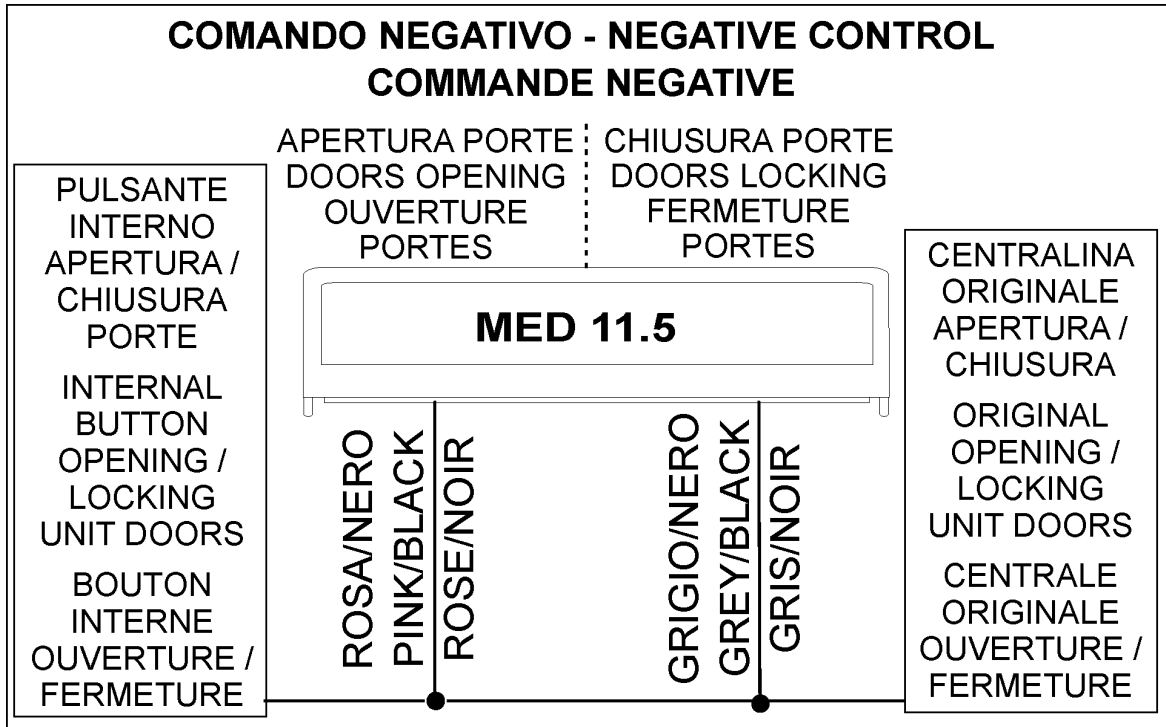 COMANDO NEGATIVO - NEGATIVE CONTROL
COMMANDE NEGATIVE
APERTURA PORTE
DOORS OPENING
OUVERTURE
PORTES
CHIUSURA PORTE
DOORS LOCKING
FERMETURE
PORTES
PULSANTE
INTERNO
APERTURA /
CHIUSURA
PORTE
INTERNAL
BUTTON
OPENING /
LOCKING
UNIT DOORS
BOUTON
INTERNE
OUVERTURE /
FERMETURE
MED 11.5
ROSA/NERO
PINK/BLACK
ROSE/NOIR
GRIGIO/NERO
GREY/BLACK
GRIS/NOIR
CENTRALINA
ORIGINALE
APERTURA /
CHIUSURA
ORIGINAL
OPENING /
LOCKING
UNIT DOORS
CENTRALE
ORIGINALE
OUVERTURE /
FERMETURE